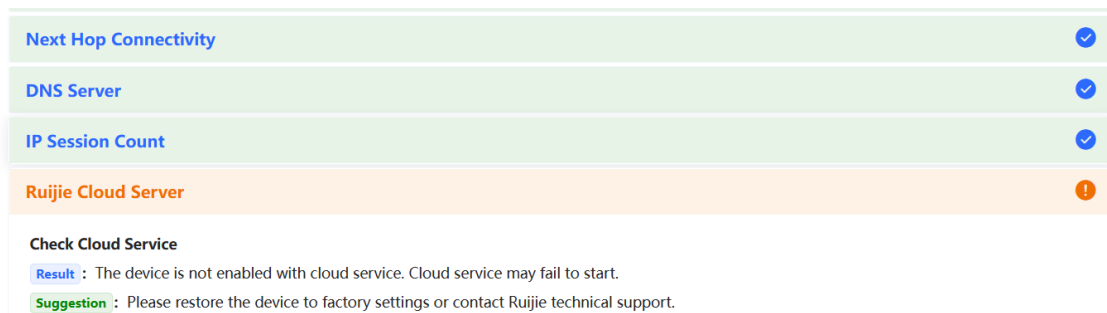 Next Hop Connectivity
DNS Server
IP Session Count
Ruijie Cloud Server
Check Cloud Service
Result : The device is not enabled with cloud service. Cloud service may fail to start.
Suggestion : Please restore the device to factory settings or contact Ruijie technical support.